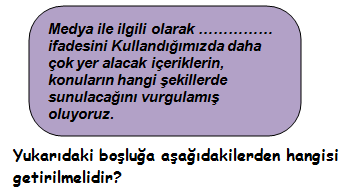 Medya ile ilgili olarak ……………
ifadesini Kullandığımızda daha
çok yer alacak içeriklerin,
konuların hangi şekillerde
sunulacağını vurgulamış
oluyoruz.
Yukarıdaki boşluğa aşağıdakilerden hangisi
getirilmelidir?